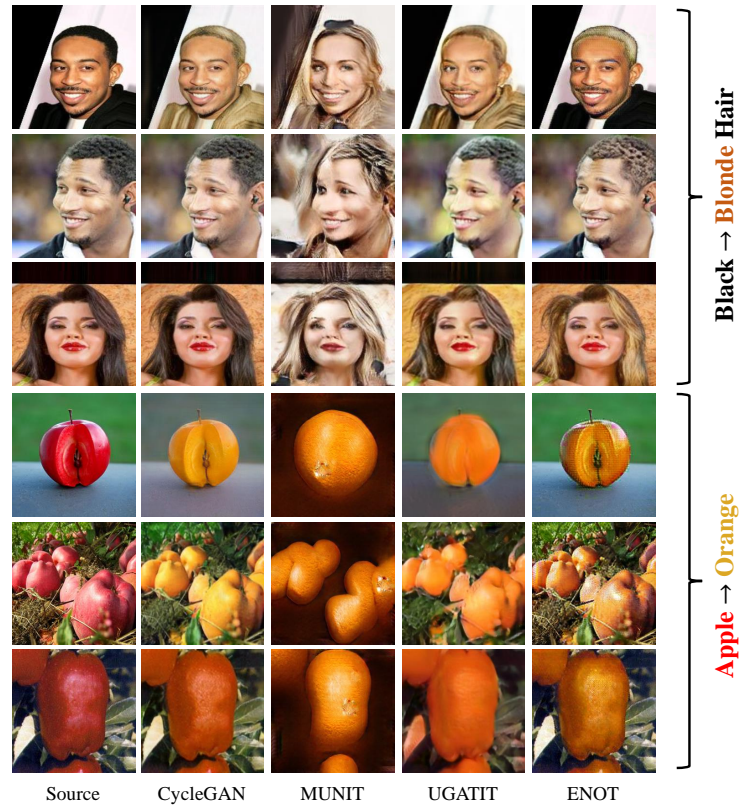 Black → Blonde Hair
Apple → Orange
Source CycleGAN MUNIT UGATIT ENOT